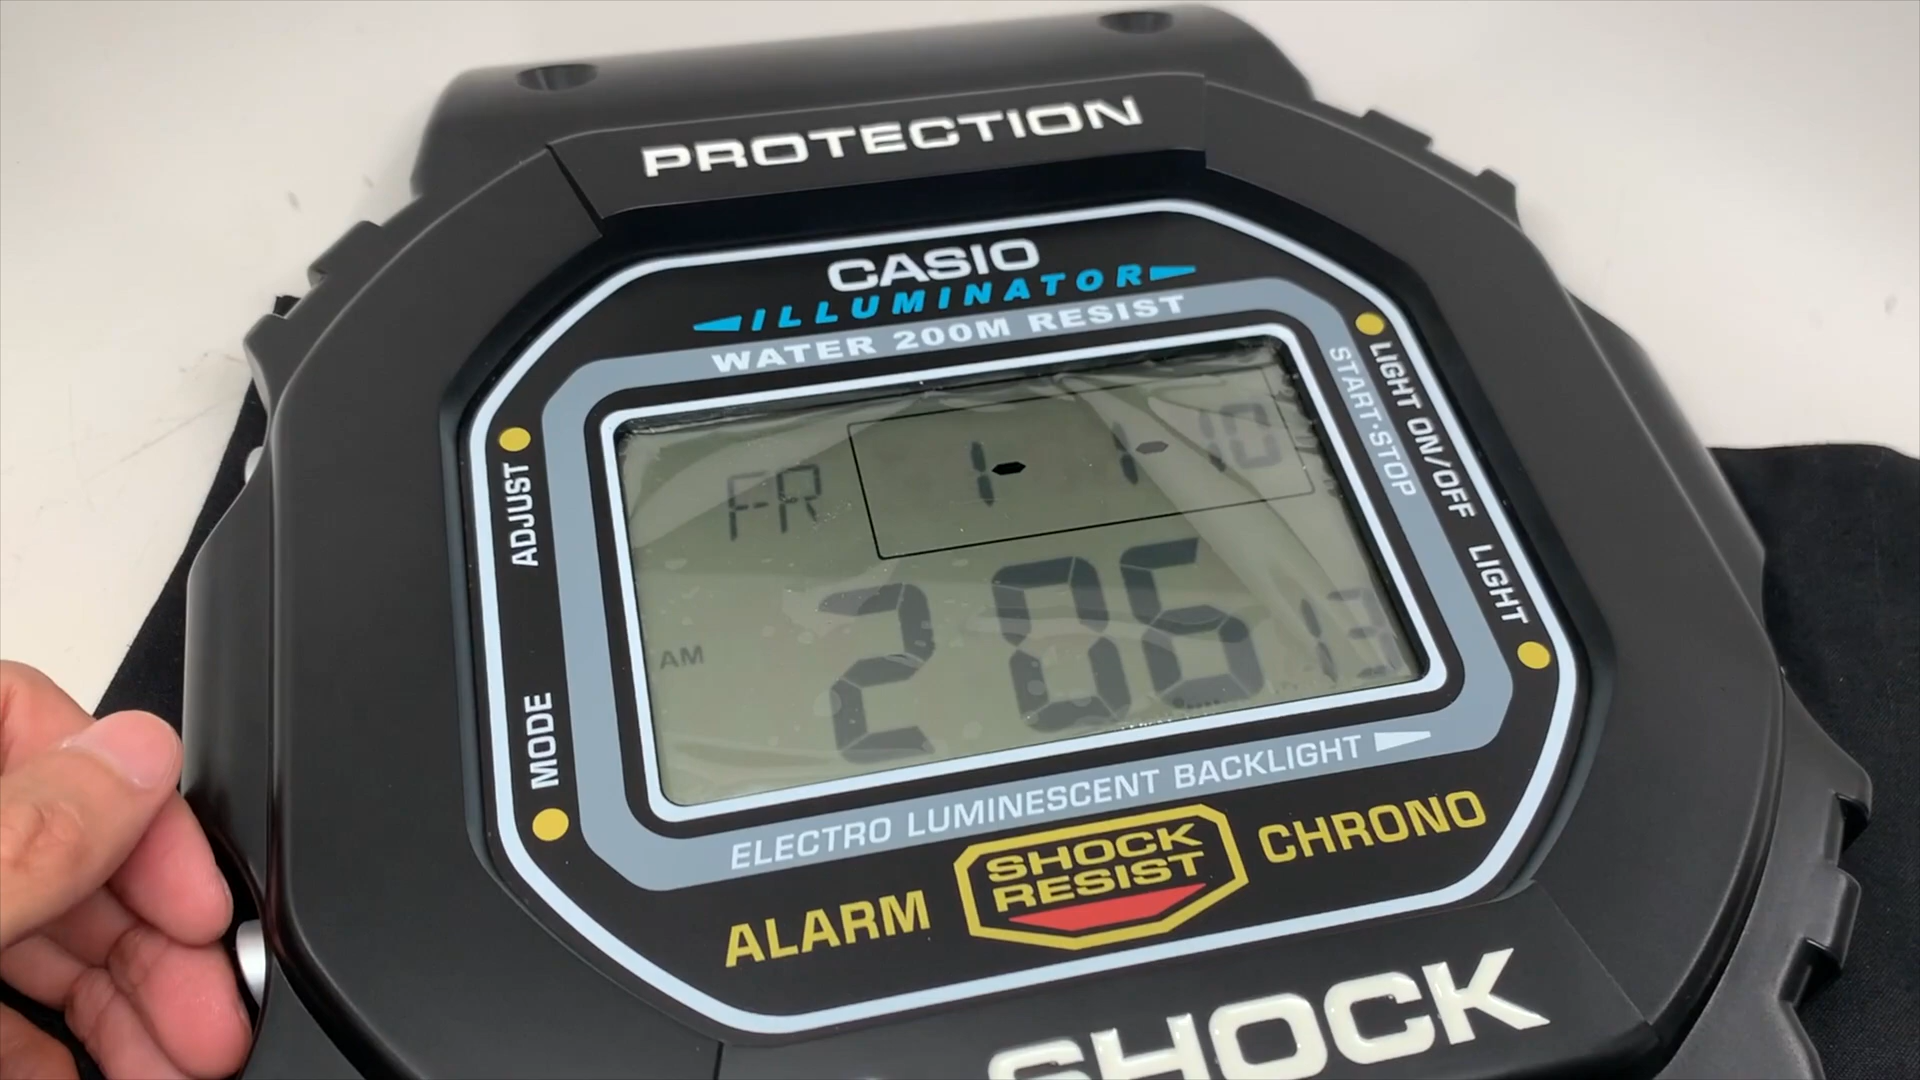 PROTECTION
CASIO
ILLUMINATOR
WATER 200M RESIST
ADJUST
MODE
LIGHT ON/OFF
START·STOP
LIGHT
FR 1-1-10
AM 2 06 13
ELECTRO LUMINESCENT BACKLIGHT
ALARM
SHOCK
RESIST
CHRONO
SHOCK